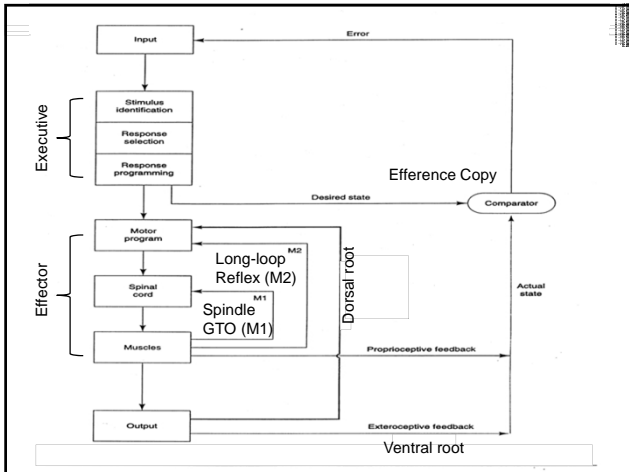 Input
Error
Executive
Stimulus
identification
Response
selection
Response
programming
Efference Copy
Desired state
Comparator
Effector
Motor
program
M2
Long-loop
Reflex (M2)
Dorsal root
Spinal
cord
M1
Spindle
GTO (M1)
Actual
state
Muscles
Proprioceptive feedback
Output
Exteroceptive feedback
Ventral root